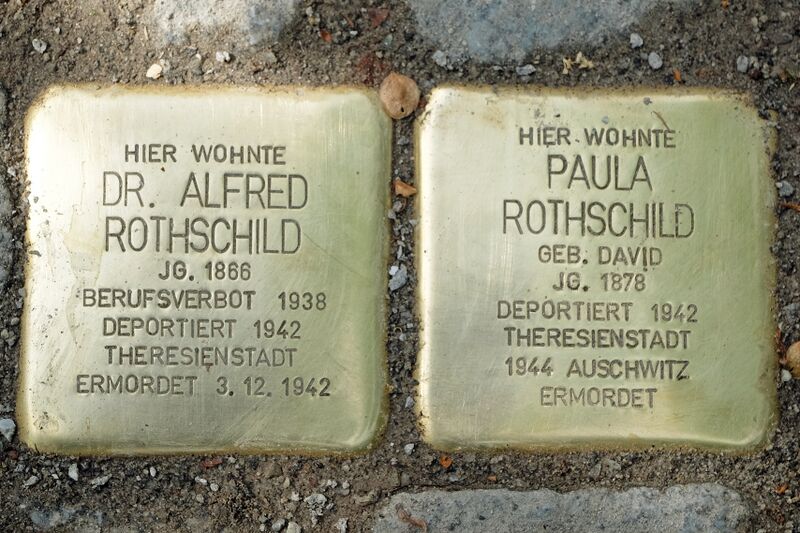 HIER WOHNTE
DR. ALFRED
ROTHSCHILD
JG. 1866
BERUFSVERBOT 1938
DEPORTIERT 1942
THERESIENSTADT
ERMORDET 3.12.1942
HIER WOHNTE
PAULA
ROTHSCHILD
GEB. DAVID
JG. 1878
DEPORTIERT 1942
THERESIENSTADT
1944 AUSCHWITZ
ERMORDET